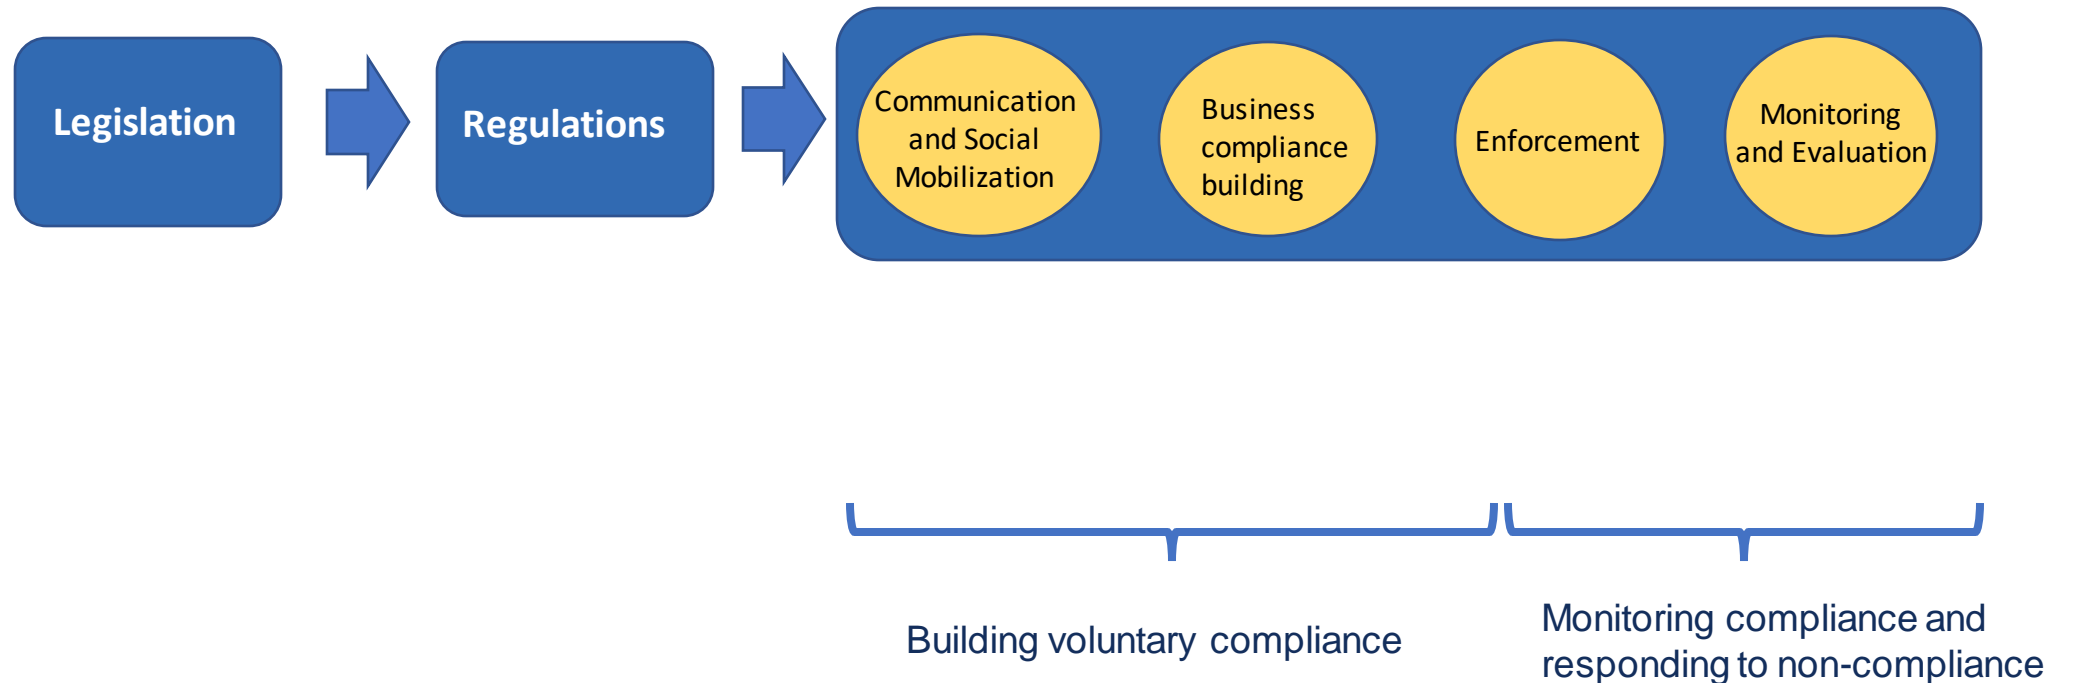 Legislation
Regulations
Communication
and Social
Mobilization
Business
compliance
building
Enforcement
Monitoring
and Evaluation
Building voluntary compliance
Monitoring compliance and
responding to non-compliance